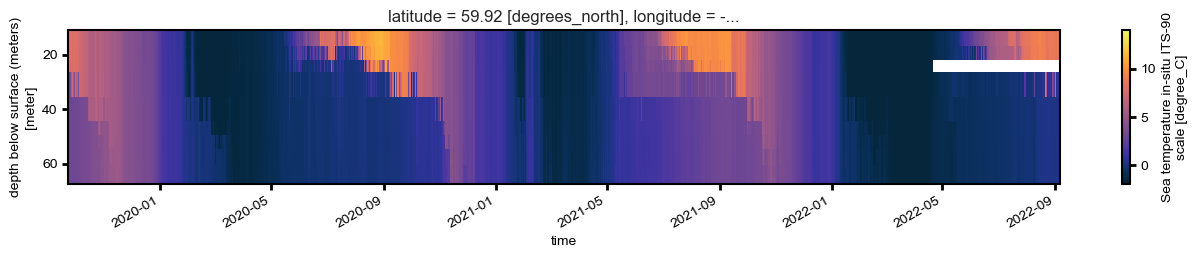 latitude = 59.92 [degrees_north], longitude = -...
depth below surface (meters)
[meter]
20
40
60
2020-01
2020-05
2020-09
2021-01
2021-05
2021-09
2022-01
2022-05
2022-09
time
10
5
0
Sea temperature in-situ ITS-90
scale [degree_C]